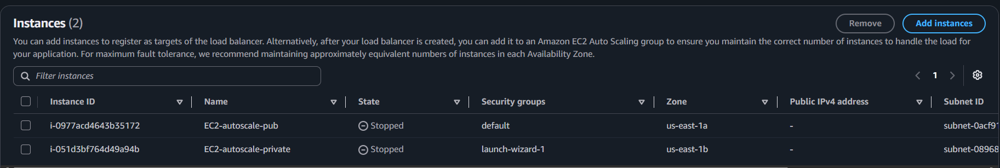 Instances (2)
Remove
Add instances
You can add instances to register as targets of the load balancer. Alternatively, after your load balancer is created, you can add it to an Amazon EC2 Auto Scaling group to ensure you maintain the correct number of instances to handle the load for
your application. For maximum fault tolerance, we recommend maintaining approximately equivalent numbers of instances in each Availability Zone.
Filter instances
1
Instance ID Name State Security groups Zone Public IPv4 address Subnet ID
i-0977acd4643b35172 EC2-autoscale-pub Stopped default us-east-1a - subnet-0acf91
i-051d3bf764d49a94b EC2-autoscale-private Stopped launch-wizard-1 us-east-1b - subnet-08968